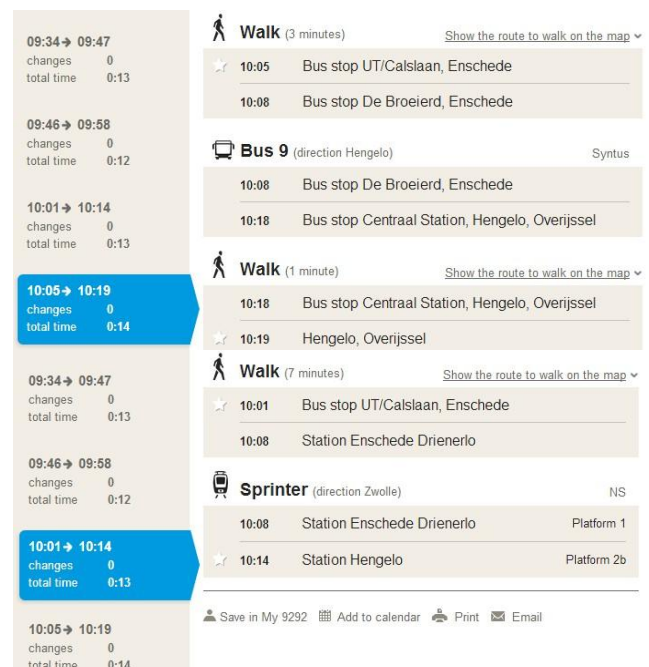 09:34 → 09:47
changes 0
total time 0:13
09:46 → 09:58
changes 0
total time 0:12
10:01 → 10:14
changes 0
total time 0:13
10:05 → 10:19
changes 0
total time 0:14
Walk (3 minutes) Show the route to walk on the map
10:05 Bus stop UT/Calslaan, Enschede
10:08 Bus stop De Broeierd, Enschede
Bus 9 (direction Hengelo) Syntus
10:08 Bus stop De Broeierd, Enschede
10:18 Bus stop Centraal Station, Hengelo, Overijssel
Walk (1 minute) Show the route to walk on the map
10:18 Bus stop Centraal Station, Hengelo, Overijssel
10:19 Hengelo, Overijssel
09:34 → 09:47
changes 0
total time 0:13
09:46 → 09:58
changes 0
total time 0:12
10:01 → 10:14
changes 0
total time 0:13
10:05 → 10:19
changes 0
total time 0:14
Walk (7 minutes) Show the route to walk on the map
10:01 Bus stop UT/Calslaan, Enschede
10:08 Station Enschede Drienerlo
Sprinter (direction Zwolle) NS
10:08 Station Enschede Drienerlo Platform 1
10:14 Station Hengelo Platform 2b
Save in My 9292 Add to calendar Print Email